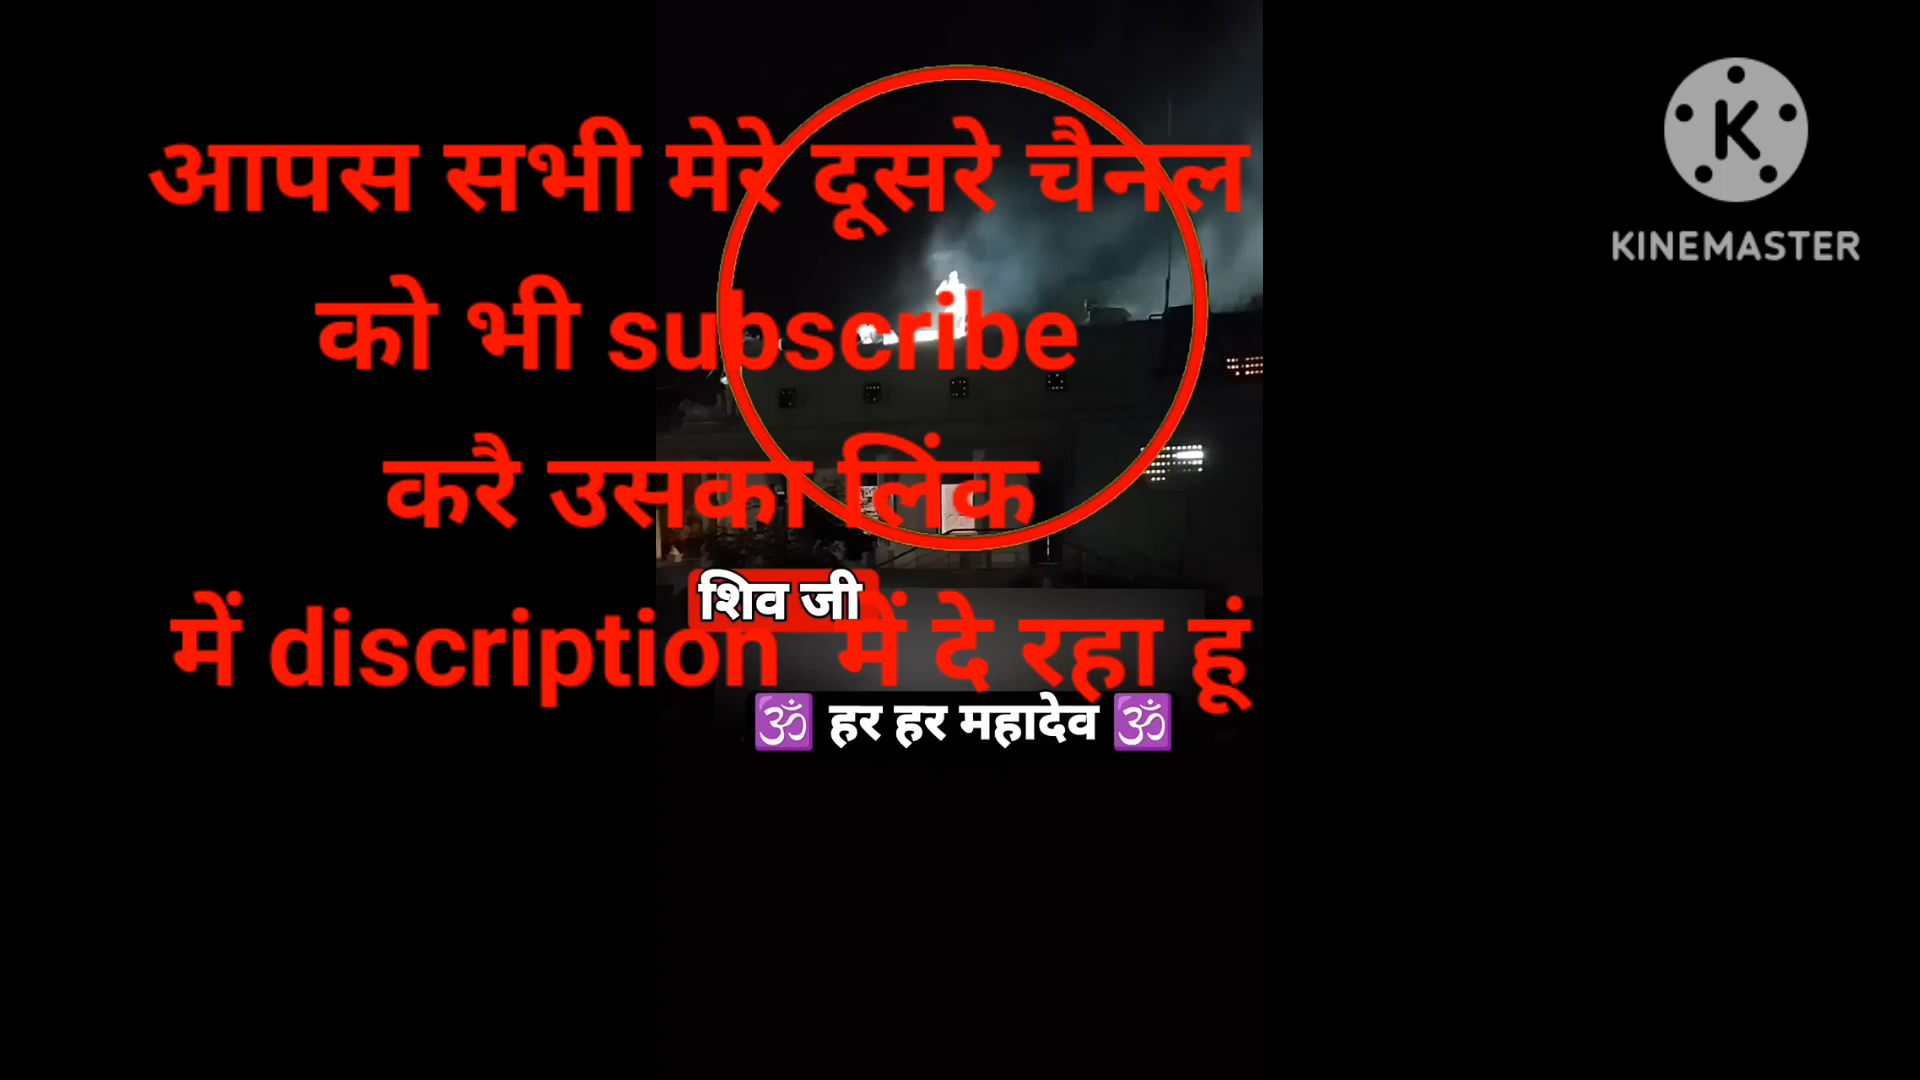 आपस सभी मेरे दूसरे चैनल
को भी subscribe
करै उसका लिंक
में discription में दे रहा हूं
शिव जी
🕉 हर हर महादेव 🕉
K
KINEMASTER